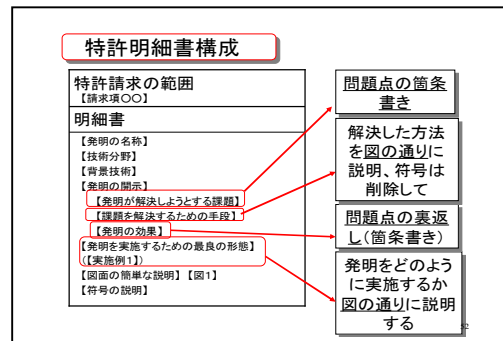 特許明細書構成
特許請求の範囲
【請求項〇〇】
明細書
【発明の名称】
【技術分野】
【背景技術】
【発明の開示】
【発明が解決しようとする課題】
【課題を解決するための手段】
【発明の効果】
【発明を実施するための最良の形態】
(【実施例1】)
【図面の簡単な説明】【図1】
【符号の説明】
問題点の箇条
書き
解決した方法
を図の通りに
説明、符号は
削除して
問題点の裏返
し(箇条書き)
発明をどのよう
に実施するか
図の通りに説明
する
52